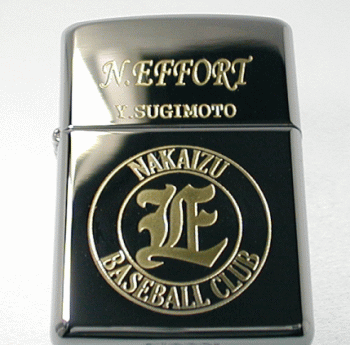 N.EFFORT
Y.SUGIMOTO
NAKAIZU
E
BASEBALL CLUB